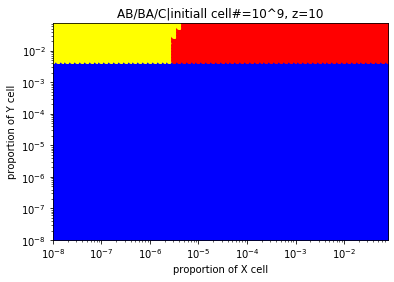 AB/BA/C|initiall cell#=10^9, z=10
proportion of Y cell
10⁻²
10⁻³
10⁻⁴
10⁻⁵
10⁻⁶
10⁻⁷
10⁻⁸
10⁻⁸ 10⁻⁷ 10⁻⁶ 10⁻⁵ 10⁻⁴ 10⁻³ 10⁻²
proportion of X cell